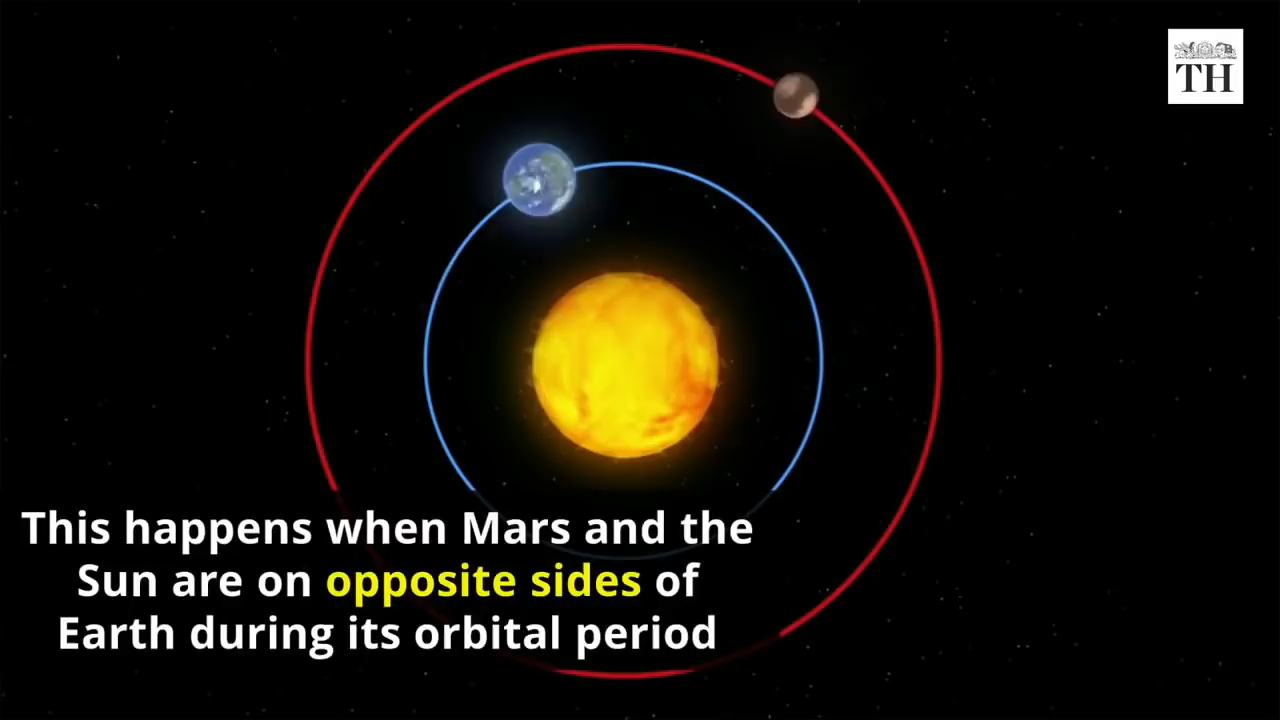 TH
This happens when Mars and the
Sun are on opposite sides of
Earth during its orbital period